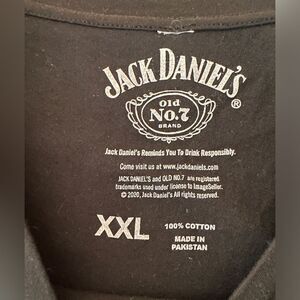 JACK DANIEL'S
Old
No.7
BRAND
®
Jack Daniel's Reminds You To Drink Responsibly.
Come visit us at www.jackdaniels.com
JACK DANIEL'S and OLD NO.7 are registered
trademarks used under license to ImageSeller.
© 2020, Jack Daniel's All rights reserved.
XXL
100% COTTON
MADE IN
PAKISTAN